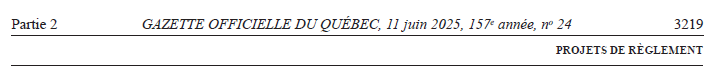 Partie 2 GAZETTE OFFICIELLE DU QUÉBEC, 11 juin 2025, 157e année, no 24 3219
PROJETS DE RÈGLEMENT